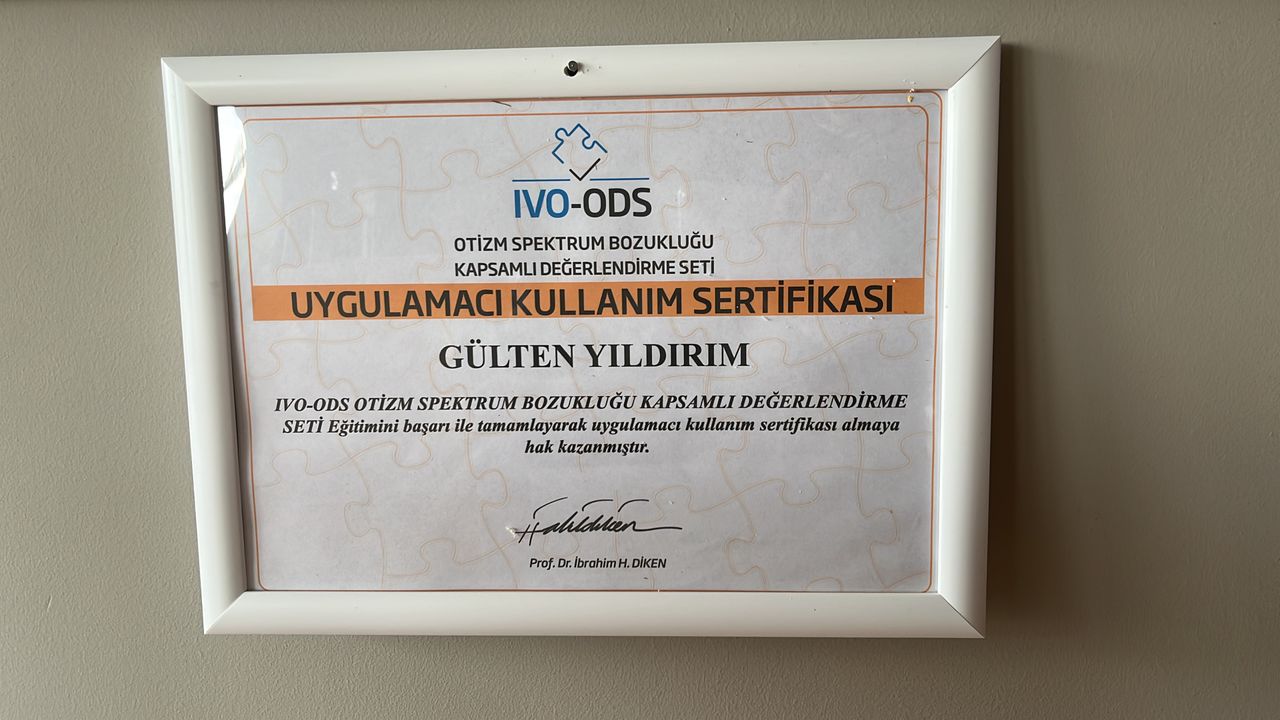 IVO-ODS
OTİZM SPEKTRUM BOZUKLUĞU
KAPSAMLI DEĞERLENDİRME SETİ
UYGULAMACI KULLANIM SERTİFİKASI
GÜLTEN YILDIRIM
IVO-ODS OTİZM SPEKTRUM BOZUKLUĞU KAPSAMLI DEĞERLENDİRME
SETİ Eğitimini başarı ile tamamlayarak uygulamacı kullanım sertifikası almaya
hak kazanmıştır.
Prof. Dr. İbrahim H. DİKEN